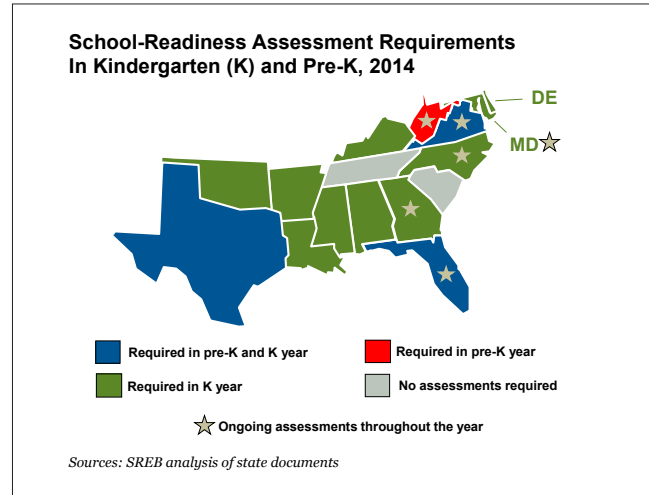 School-Readiness Assessment Requirements
In Kindergarten (K) and Pre-K, 2014
DE
MD
Required in pre-K and K year
Required in pre-K year
Required in K year
No assessments required
Ongoing assessments throughout the year
Sources: SREB analysis of state documents